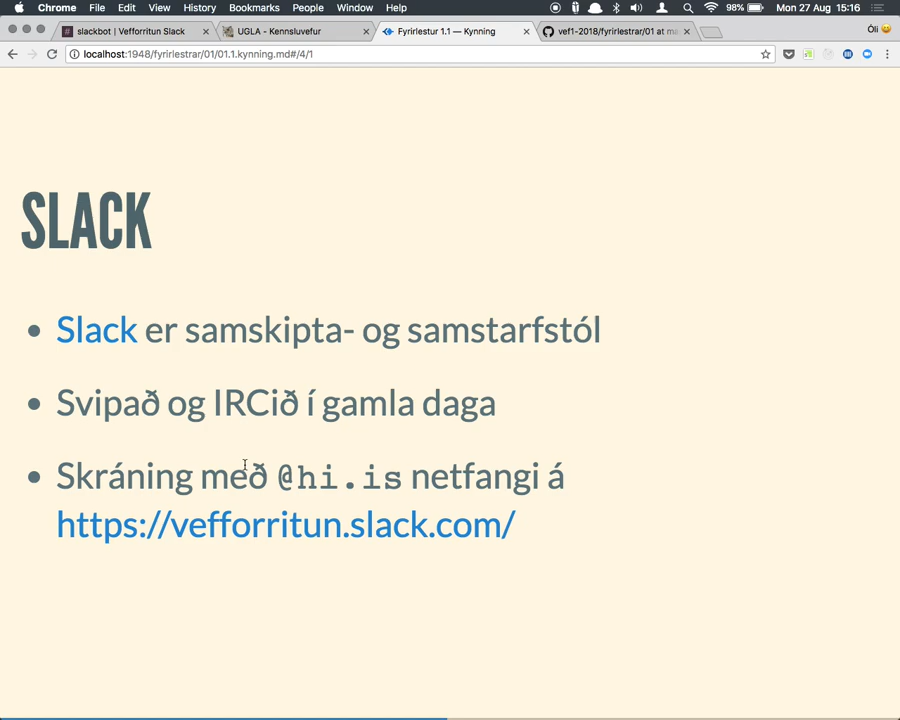 Chrome File Edit View History Bookmarks People Window Help 98% Mon 27 Aug 15:16
slackbot | Vefforritun Slack UGLA - Kennsluvefur Fyrirlestur 1.1 — Kynning vef1-2018/fyrirlestrar/01 at ma Óli
localhost:1948/fyrirlestrar/01/01.1.kynning.md#/4/1
SLACK
Slack er samskipta- og samstarfstól
Svipað og IRCið í gamla daga
Skráning með @hi.is netfangi á
https://vefforritun.slack.com/